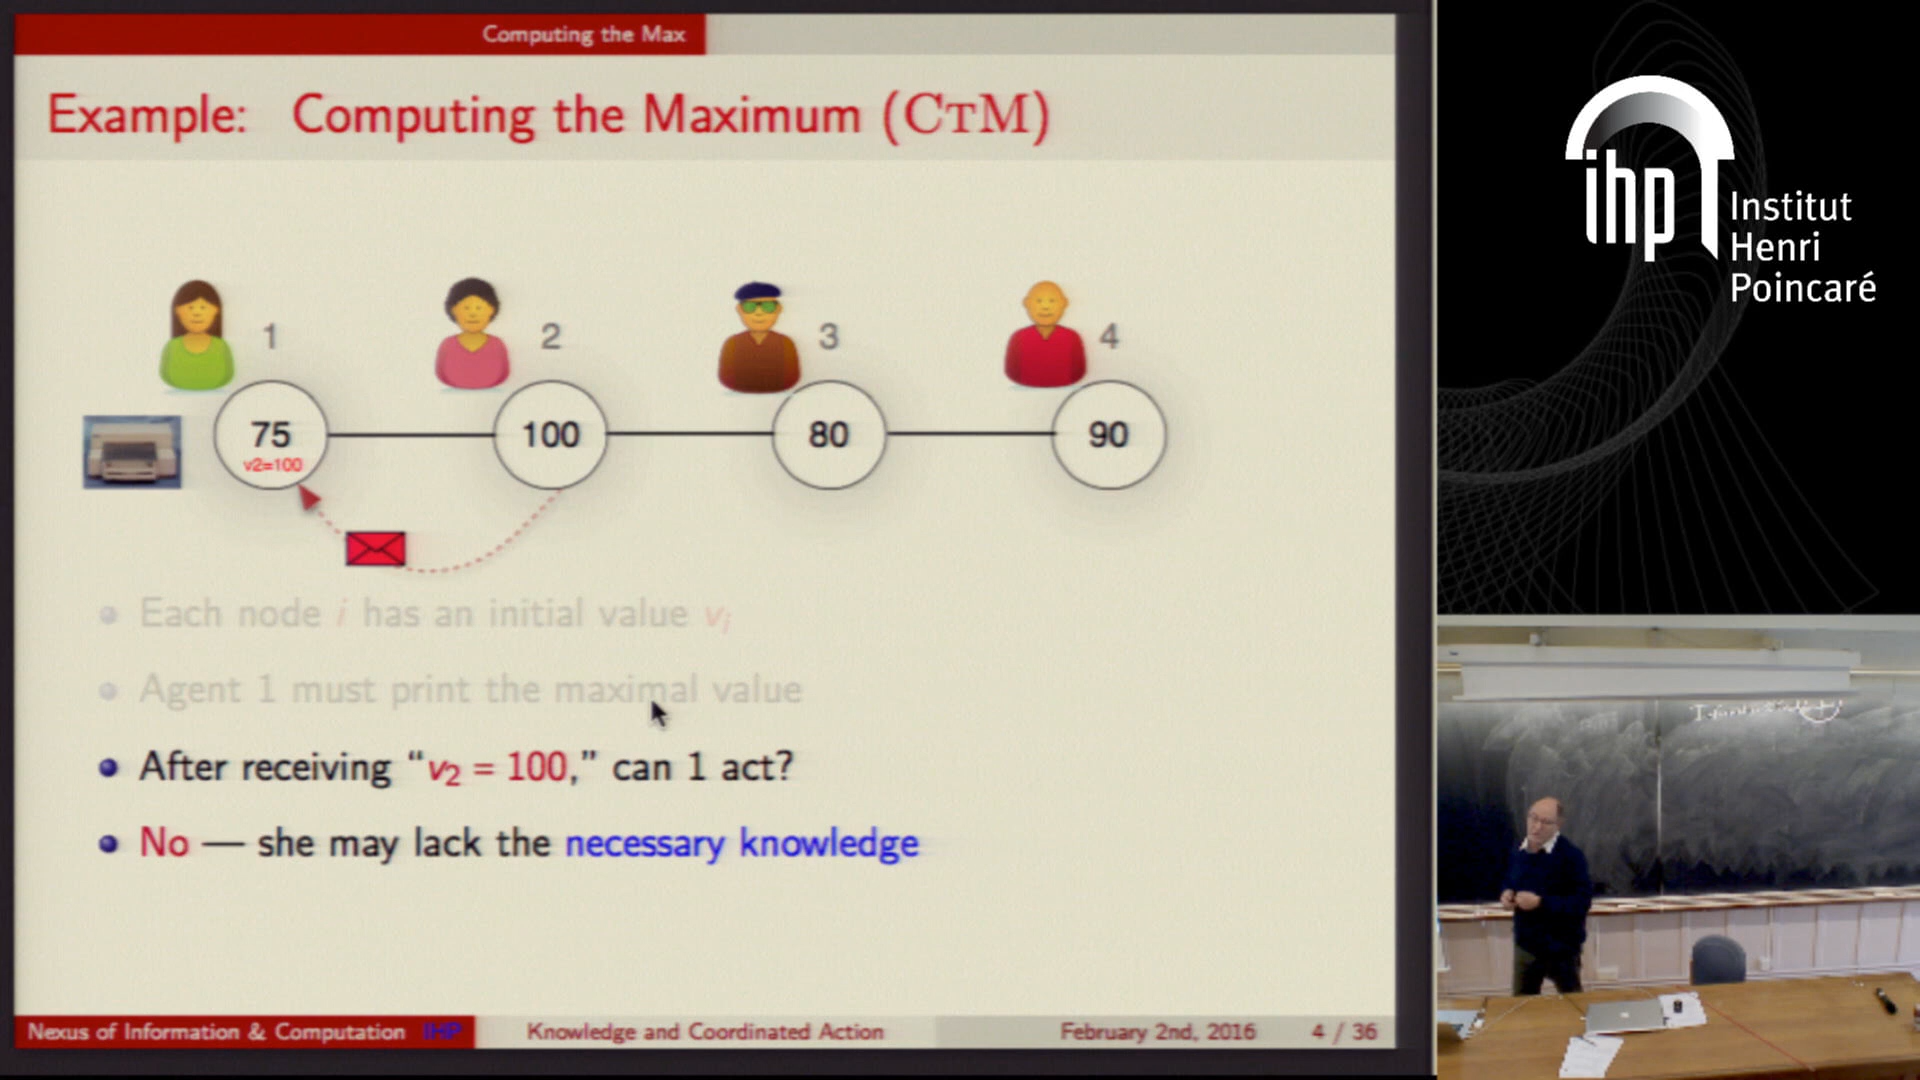 Computing the Max
Example: Computing the Maximum (CTM)
1
2
3
4
75
v2=100
100
80
90
Each node i has an initial value vi
Agent 1 must print the maximal value
After receiving “v2 = 100,” can 1 act?
No — she may lack the necessary knowledge
Nexus of Information & Computation IHP
Knowledge and Coordinated Action
February 2nd, 2016
4 / 36
ihp
Institut
Henri
Poincaré